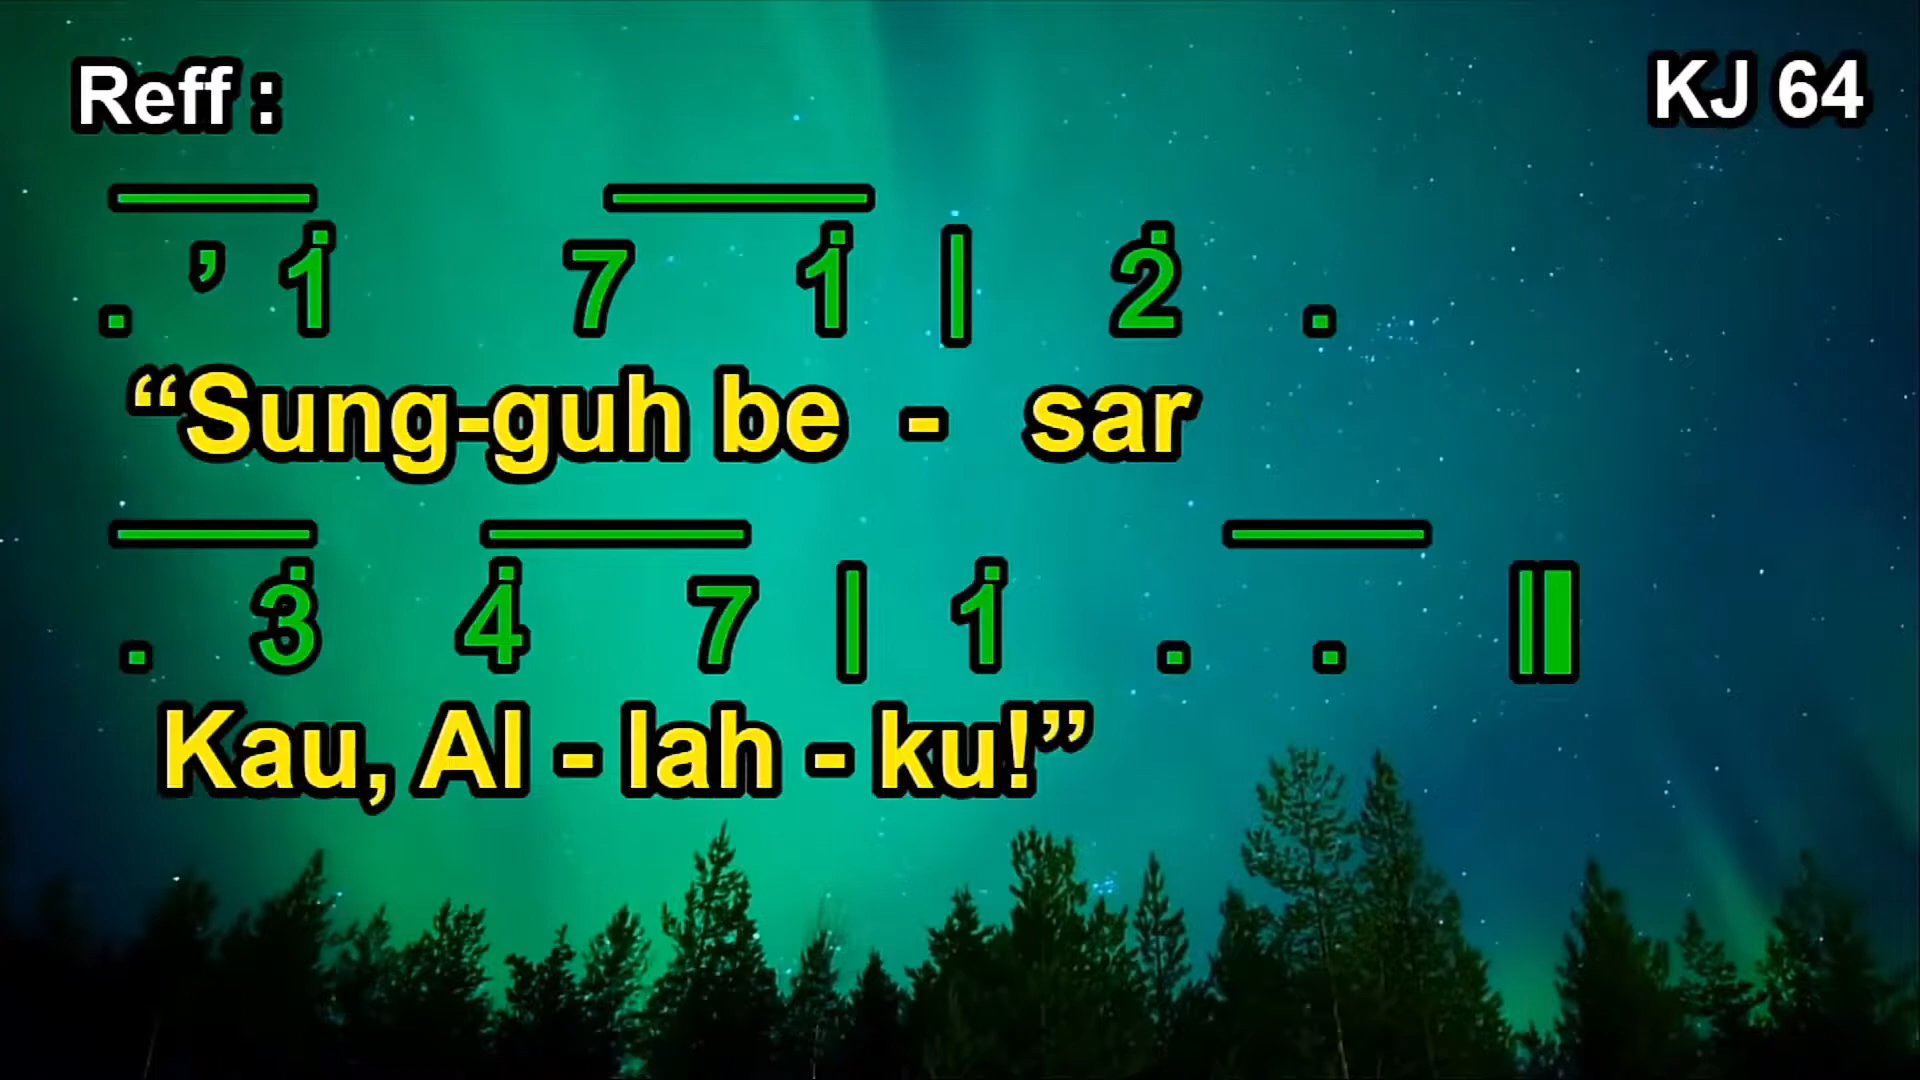 Reff :
KJ 64
. ’ 1̇ 7 1̇ | 2̇ .
“Sung-guh be - sar
. 3̇ 4̇ 7 | 1̇ . . ||
Kau, Al - lah - ku!”